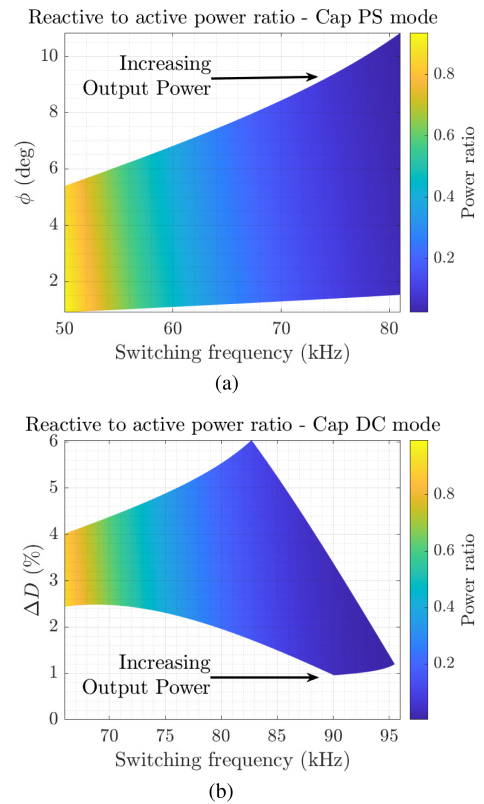 Reactive to active power ratio - Cap PS mode
10
8
6
4
2
ϕ (deg)
Increasing
Output Power
50
60
70
80
Switching frequency (kHz)
0.8
0.6
0.4
0.2
Power ratio
(a)
Reactive to active power ratio - Cap DC mode
6
5
4
3
2
1
0
ΔD (%)
Increasing
Output Power
70
75
80
85
90
95
Switching frequency (kHz)
0.8
0.6
0.4
0.2
Power ratio
(b)